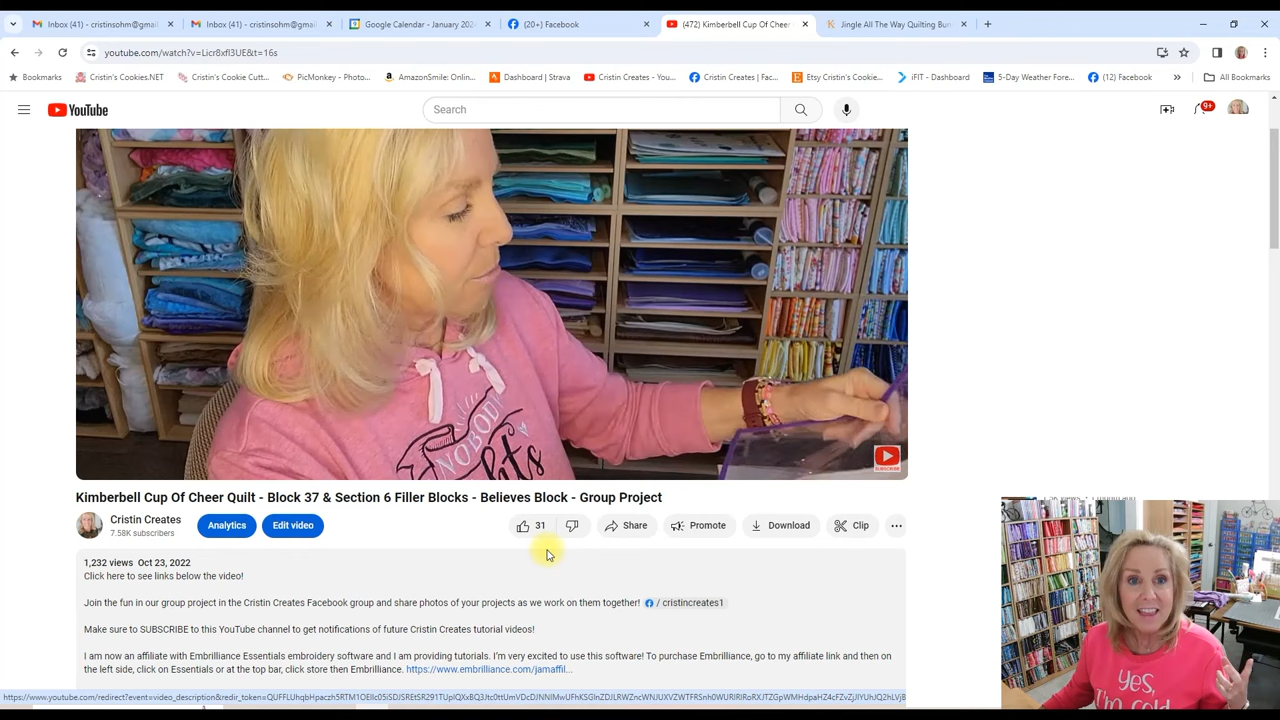 Inbox (41) - cristinsohm@gmail
Inbox (41) - cristinsohm@gmail
Google Calendar - January 2024
(20+) Facebook
(472) Kimberbell Cup Of Cheer
Jingle All The Way Quilting Bun
youtube.com/watch?v=Licr8xfl3UE&t=16s
Bookmarks
Cristin's Cookies.NET
Cristin's Cookie Cutt...
PicMonkey - Photo...
AmazonSmile: Onlin...
Dashboard | Strava
Cristin Creates - You...
Cristin Creates | Fac...
Etsy Cristin's Cookie...
iFIT - Dashboard
5-Day Weather Fore...
(12) Facebook
All Bookmarks
YouTube
Search
9+
NOBODY
SUBSCRIBE
Kimberbell Cup Of Cheer Quilt - Block 37 & Section 6 Filler Blocks - Believes Block - Group Project
Cristin Creates
7.58K subscribers
Analytics
Edit video
31
Share
Promote
Download
Clip
1,232 views Oct 23, 2022
Click here to see links below the video!
Join the fun in our group project in the Cristin Creates Facebook group and share photos of your projects as we work on them together! / cristincreates1
Make sure to SUBSCRIBE to this YouTube channel to get notifications of future Cristin Creates tutorial videos!
I am now an affiliate with Embrilliance Essentials embroidery software and I am providing tutorials. I'm very excited to use this software! To purchase Embrilliance, go to my affiliate link and then on
the left side, click on Essentials or at the top bar, click store then Embrilliance. https://www.embrilliance.com/jamaffil...
YES,
I'm cold